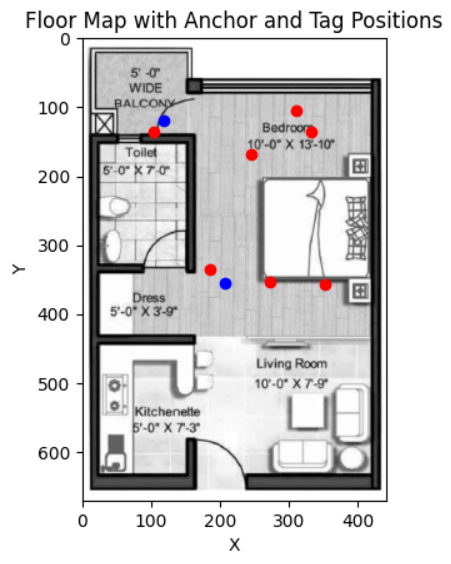 Floor Map with Anchor and Tag Positions
0
100
200
300
400
500
600
Y
5' -0"
WIDE
BALCONY
Bedroom
10'-0" X 13'-10"
Toilet
5'-0" X 7'-0"
Dress
5'-0" X 3'-9"
Living Room
10'-0" X 7'-9"
Kitchenette
5'-0" X 7'-3"
0 100 200 300 400
X